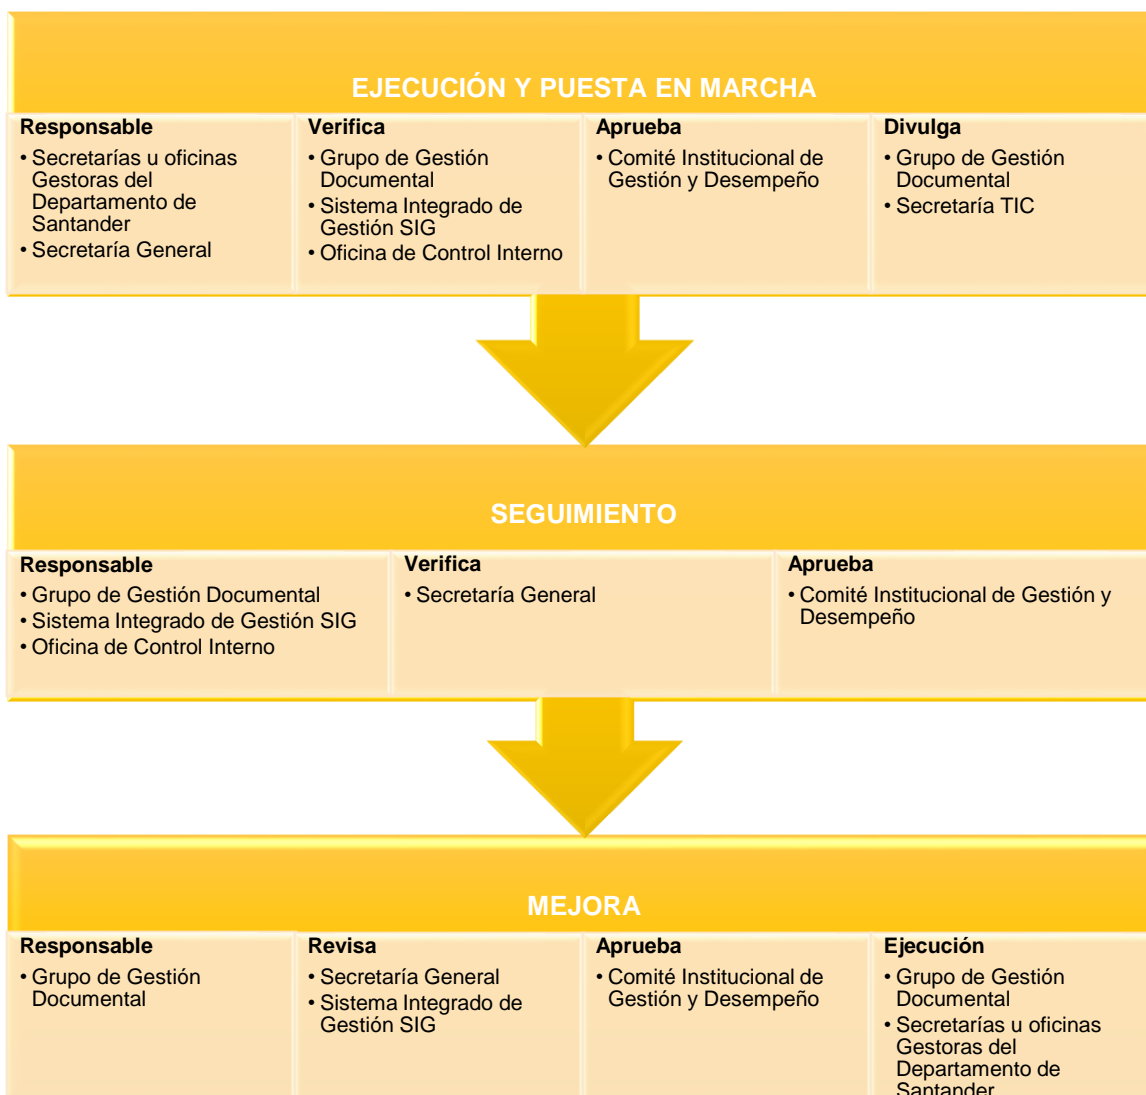 EJECUCIÓN Y PUESTA EN MARCHA
Responsable
• Secretarías u oficinas
Gestoras del
Departamento de
Santander
• Secretaría General
Verifica
• Grupo de Gestión
Documental
• Sistema Integrado de
Gestión SIG
• Oficina de Control Interno
Aprueba
• Comité Institucional de
Gestión y Desempeño
Divulga
• Grupo de Gestión
Documental
• Secretaría TIC
SEGUIMIENTO
Responsable
• Grupo de Gestión Documental
• Sistema Integrado de Gestión SIG
• Oficina de Control Interno
Verifica
• Secretaría General
Aprueba
• Comité Institucional de Gestión y
Desempeño
MEJORA
Responsable
• Grupo de Gestión
Documental
Revisa
• Secretaría General
• Sistema Integrado de
Gestión SIG
Aprueba
• Comité Institucional de
Gestión y Desempeño
Ejecución
• Grupo de Gestión
Documental
• Secretarías u oficinas
Gestoras del
Departamento de
Santander